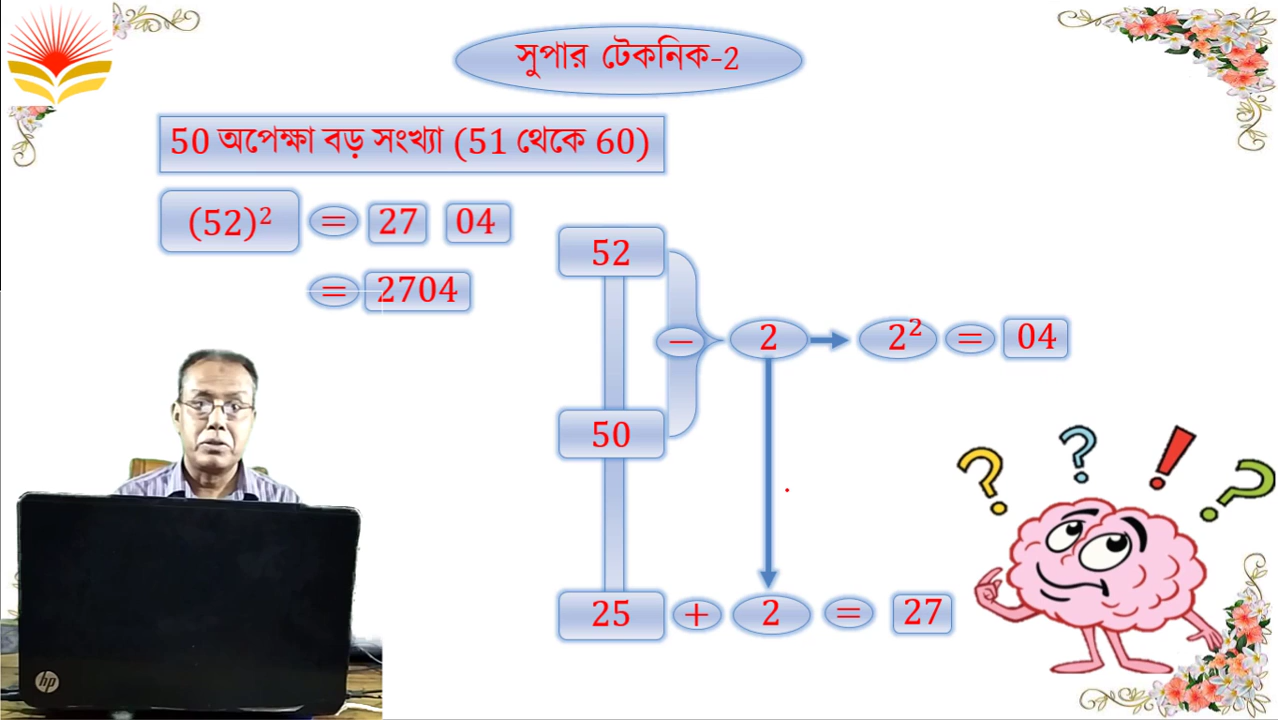 সুপার টেকনিক-2
50 অপেক্ষা বড় সংখ্যা (51 থেকে 60)
(52)² = 27 04
= 2704
52
− 2 2² = 04
50
25 + 2 = 27
hp